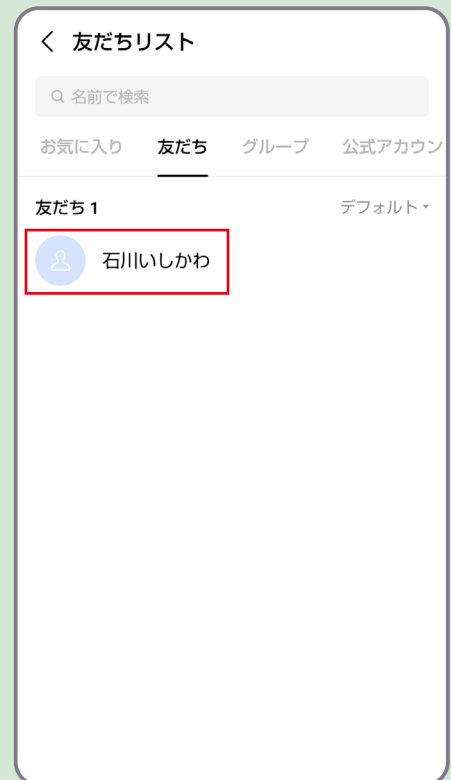 友だちリスト
名前で検索
お気に入り 友だち グループ 公式アカウン
友だち 1 デフォルト
石川いしかわ